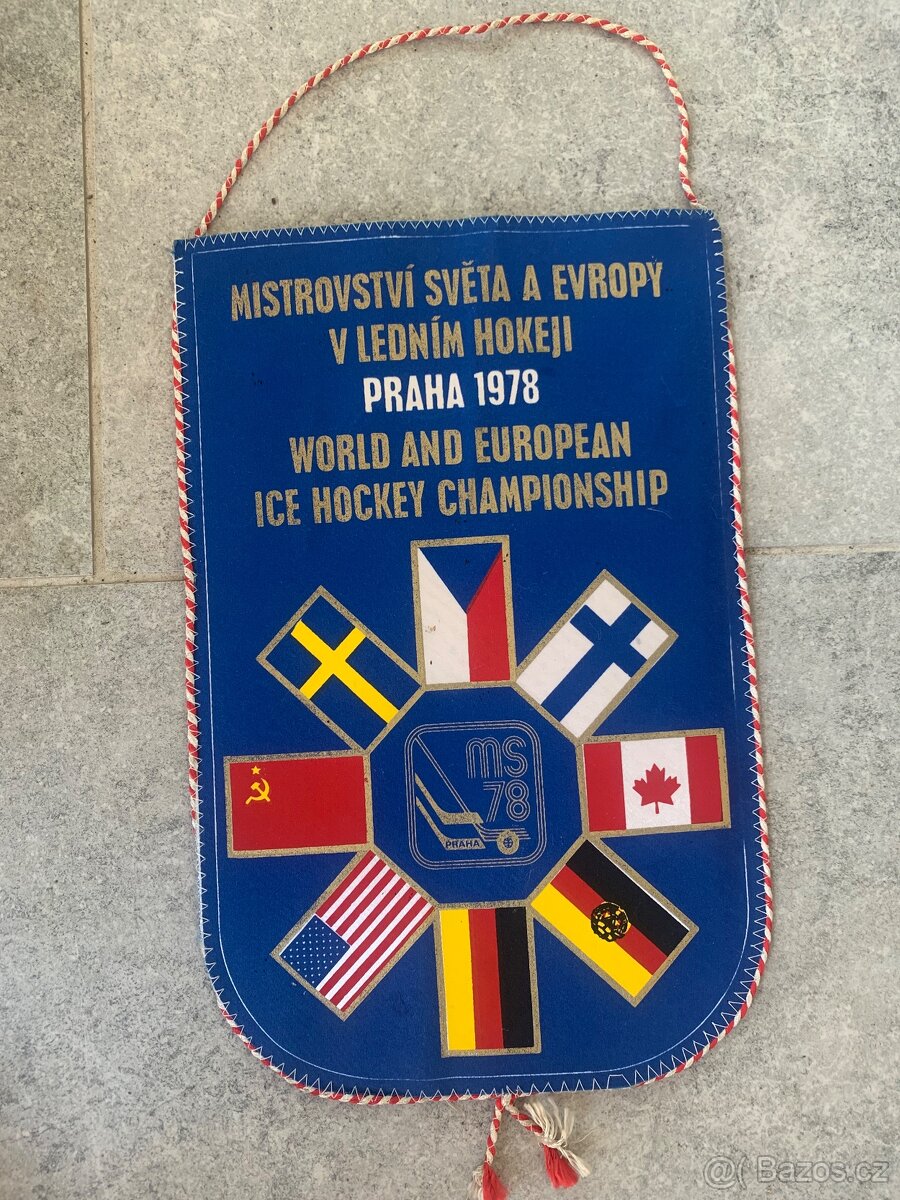 MISTROVSTVÍ SVĚTA A EVROPY
V LEDNÍM HOKEJI
PRAHA 1978
WORLD AND EUROPEAN
ICE HOCKEY CHAMPIONSHIP
MS
78
PRAHA
@( Bazos.cz